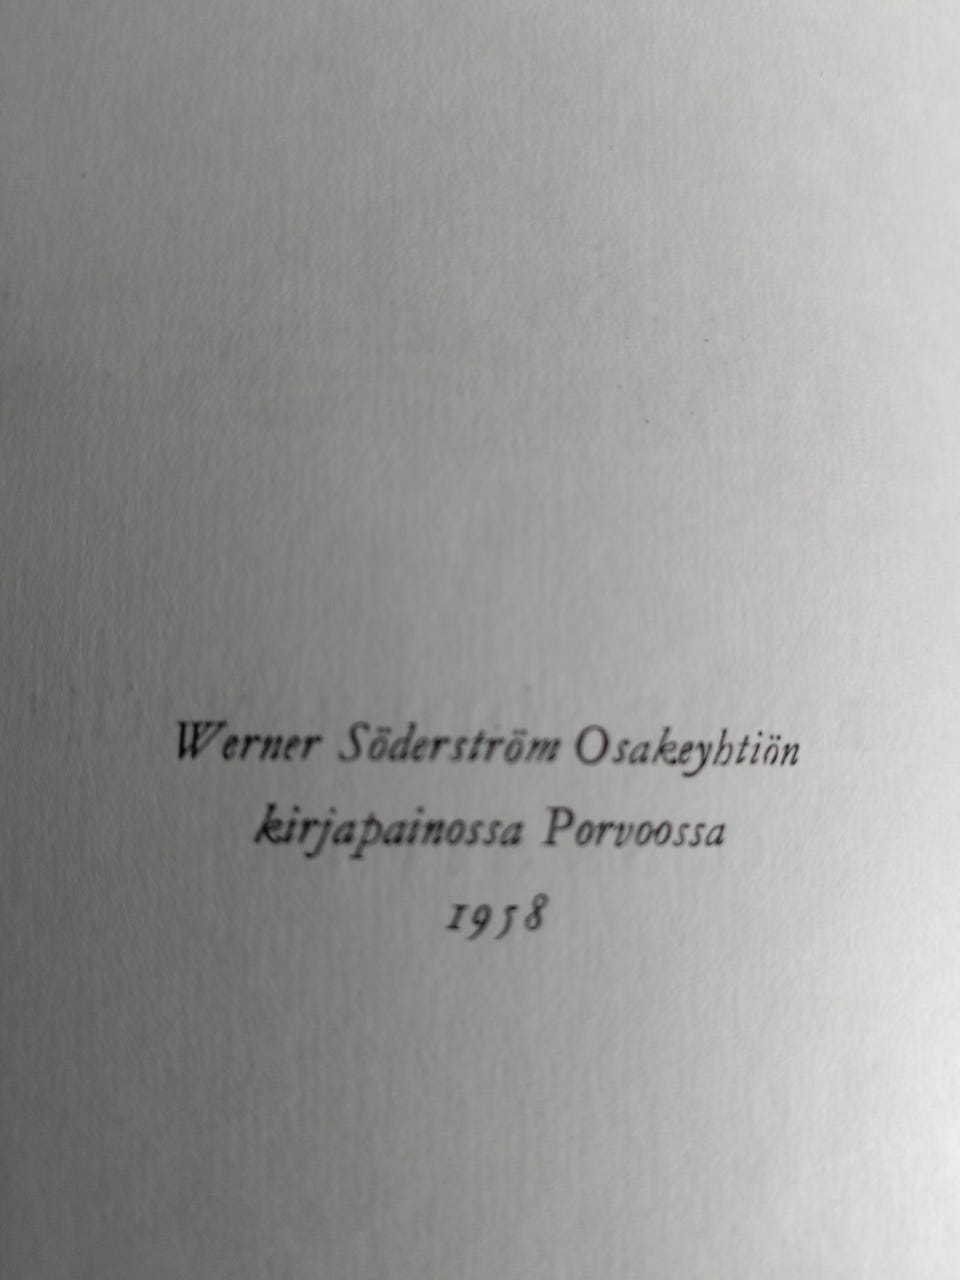 Werner Söderström Osakeyhtiön
kirjapainossa Porvoossa
1958